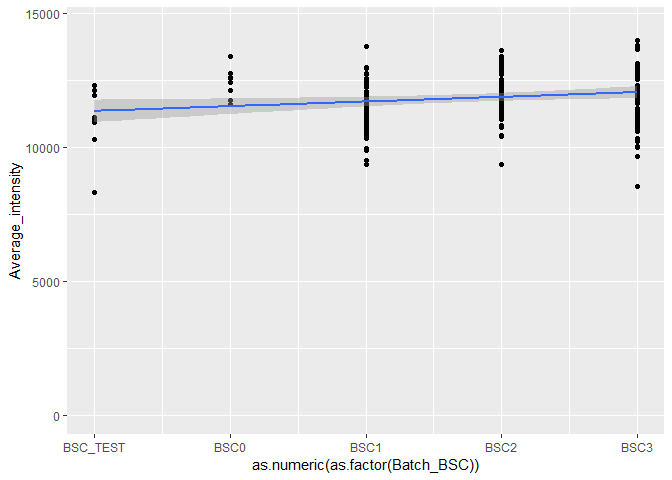 15000
10000
5000
0
Average_intensity
BSC_TEST BSC0 BSC1 BSC2 BSC3
as.numeric(as.factor(Batch_BSC))